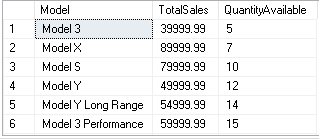 Model TotalSales QuantityAvailable
1 Model 3 39999.99 5
2 Model X 89999.99 7
3 Model S 79999.99 10
4 Model Y 49999.99 12
5 Model Y Long Range 54999.99 14
6 Model 3 Performance 59999.99 15